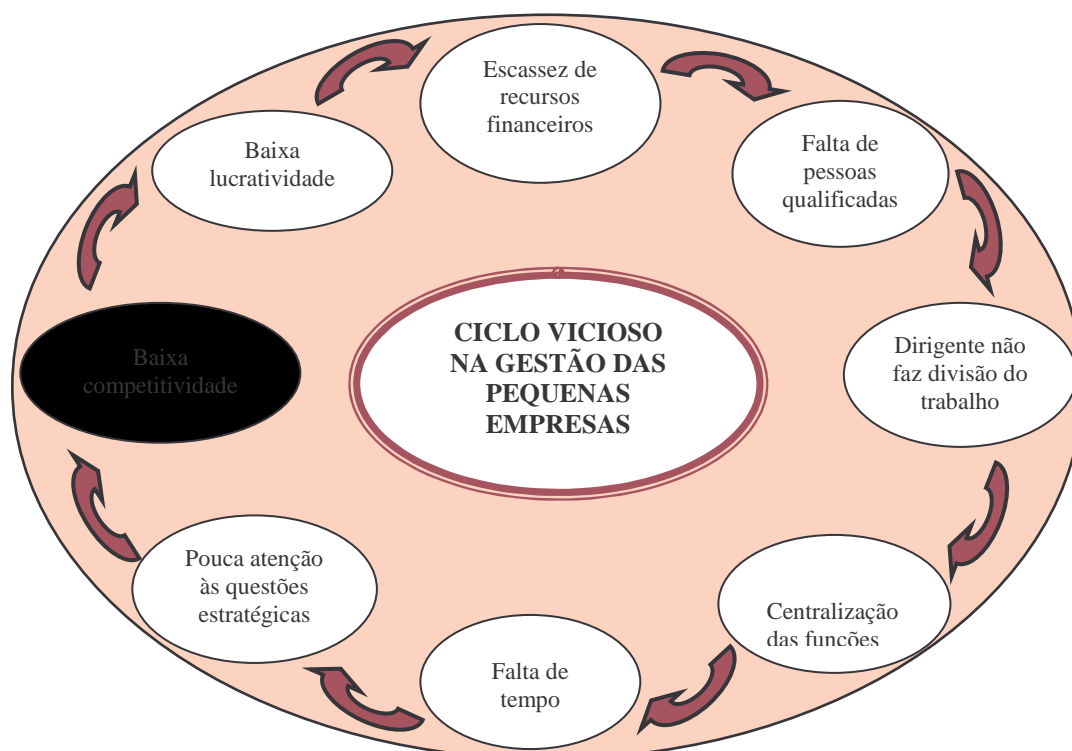 Escassez de
recursos
financeiros
Falta de
pessoas
qualificadas
Dirigente não
faz divisão do
trabalho
Centralização
das funções
Falta de
tempo
Pouca atenção
às questões
estratégicas
Baixa
competitividade
Baixa
lucratividade
CICLO VICIOSO
NA GESTÃO DAS
PEQUENAS
EMPRESAS